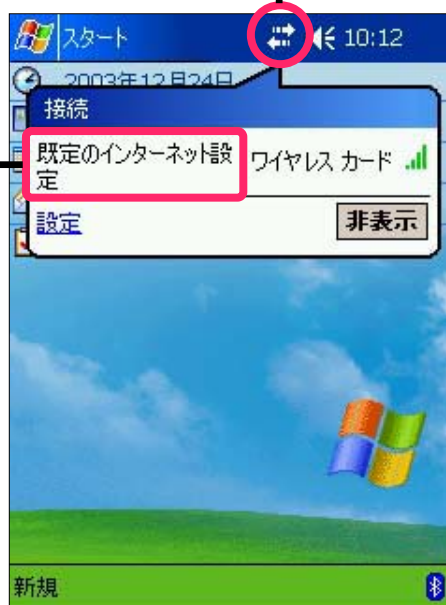 スタート 10:12
2003年12月24日
接続
既定のインターネット設
定
ワイヤレス カード
設定
非表示
新規